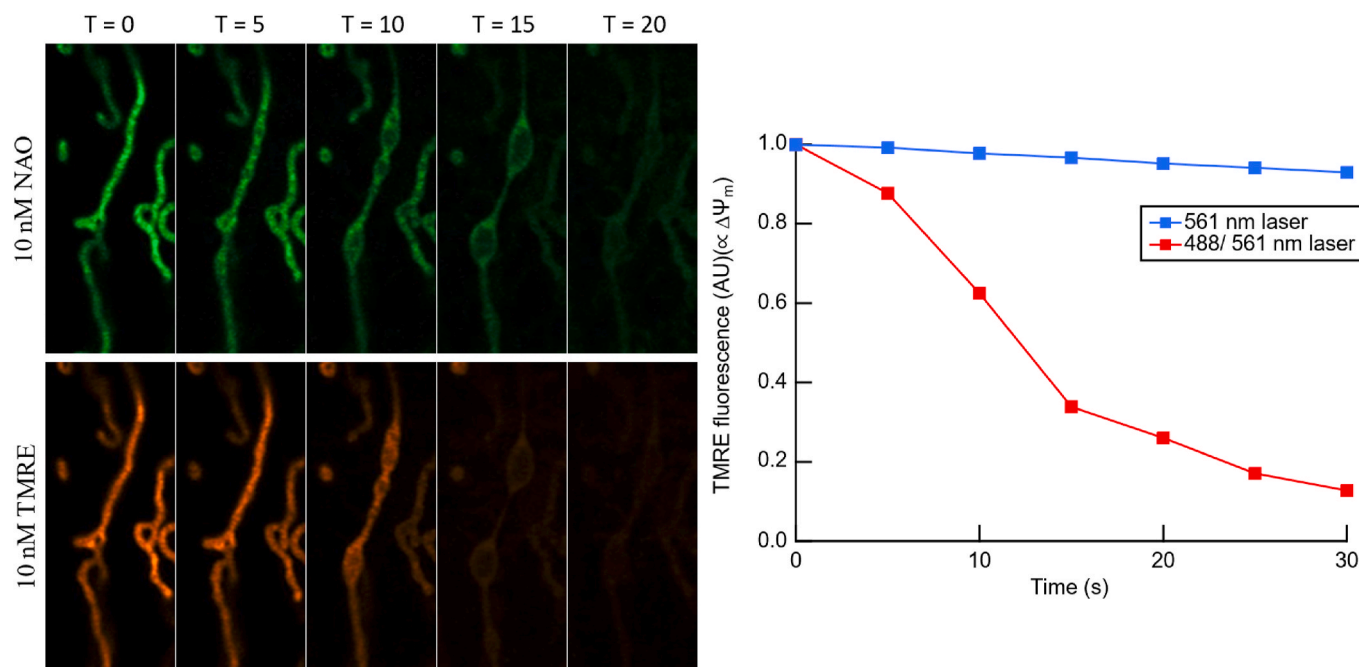 T = 0 T = 5 T = 10 T = 15 T = 20
10 nM NAO
10 nM TMRE
TMRE fluorescence (AU)(∝ ΔΨm)
1.0
0.8
0.6
0.4
0.2
0.0
561 nm laser
488/ 561 nm laser
0 10 20 30
Time (s)